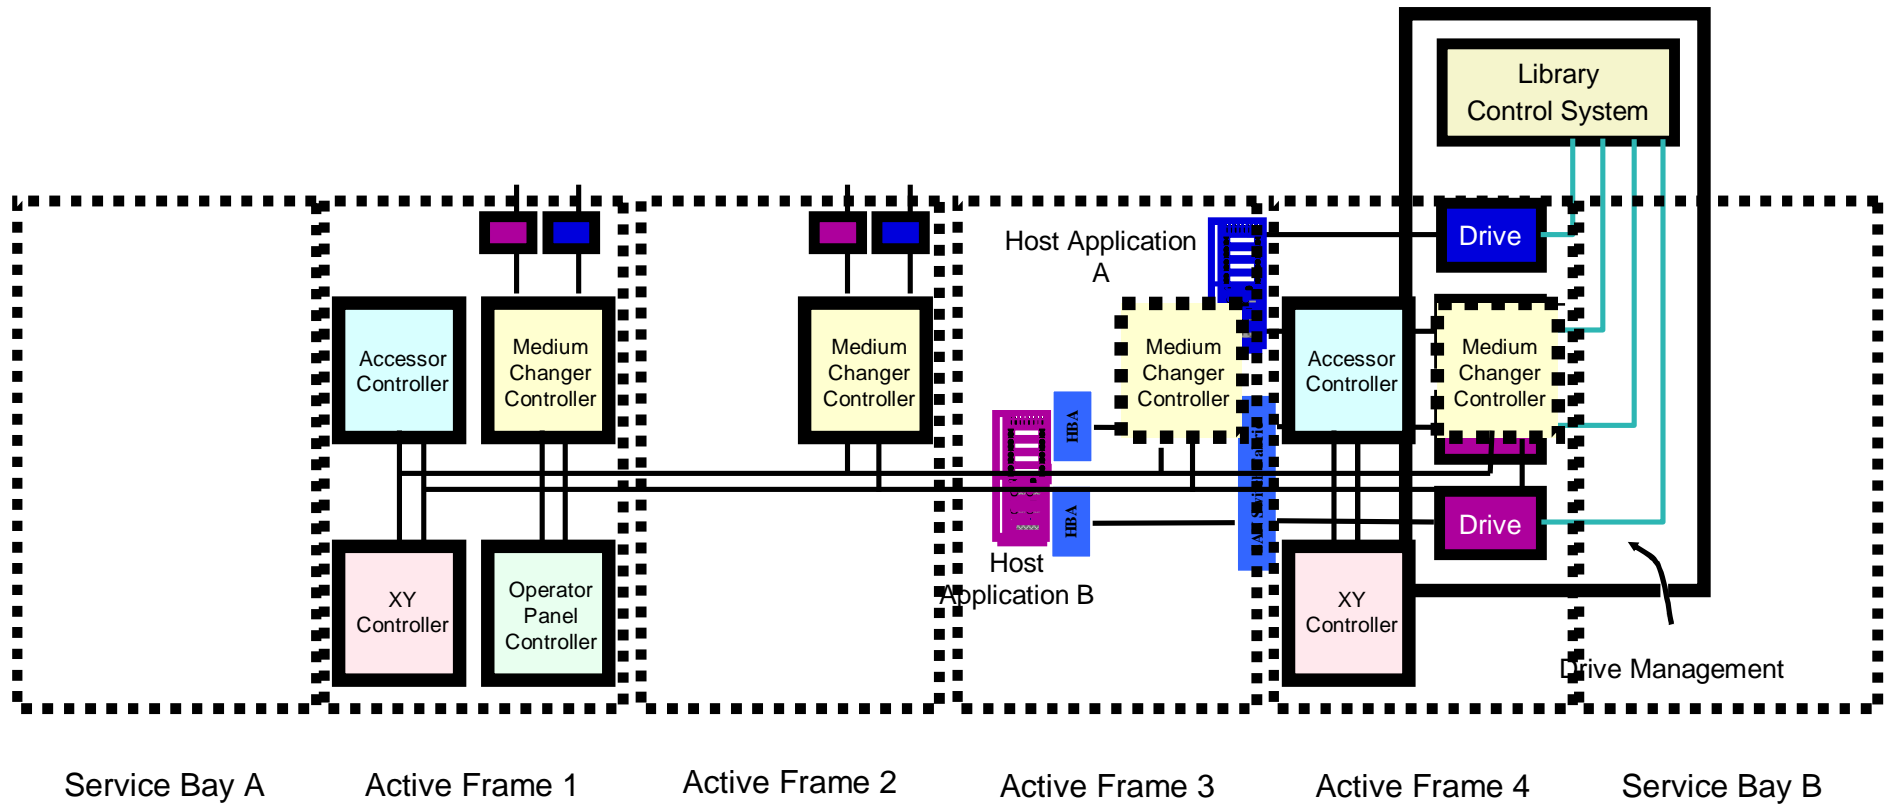 Library
Control System
Host Application
A
Drive
Accessor
Controller
Medium
Changer
Controller
Medium
Changer
Controller
Medium
Changer
Controller
Accessor
Controller
Medium
Changer
Controller
HBA
HBA
Drive
Host
Application B
XY
Controller
Operator
Panel
Controller
XY
Controller
Drive Management
Service Bay A
Active Frame 1
Active Frame 2
Active Frame 3
Active Frame 4
Service Bay B